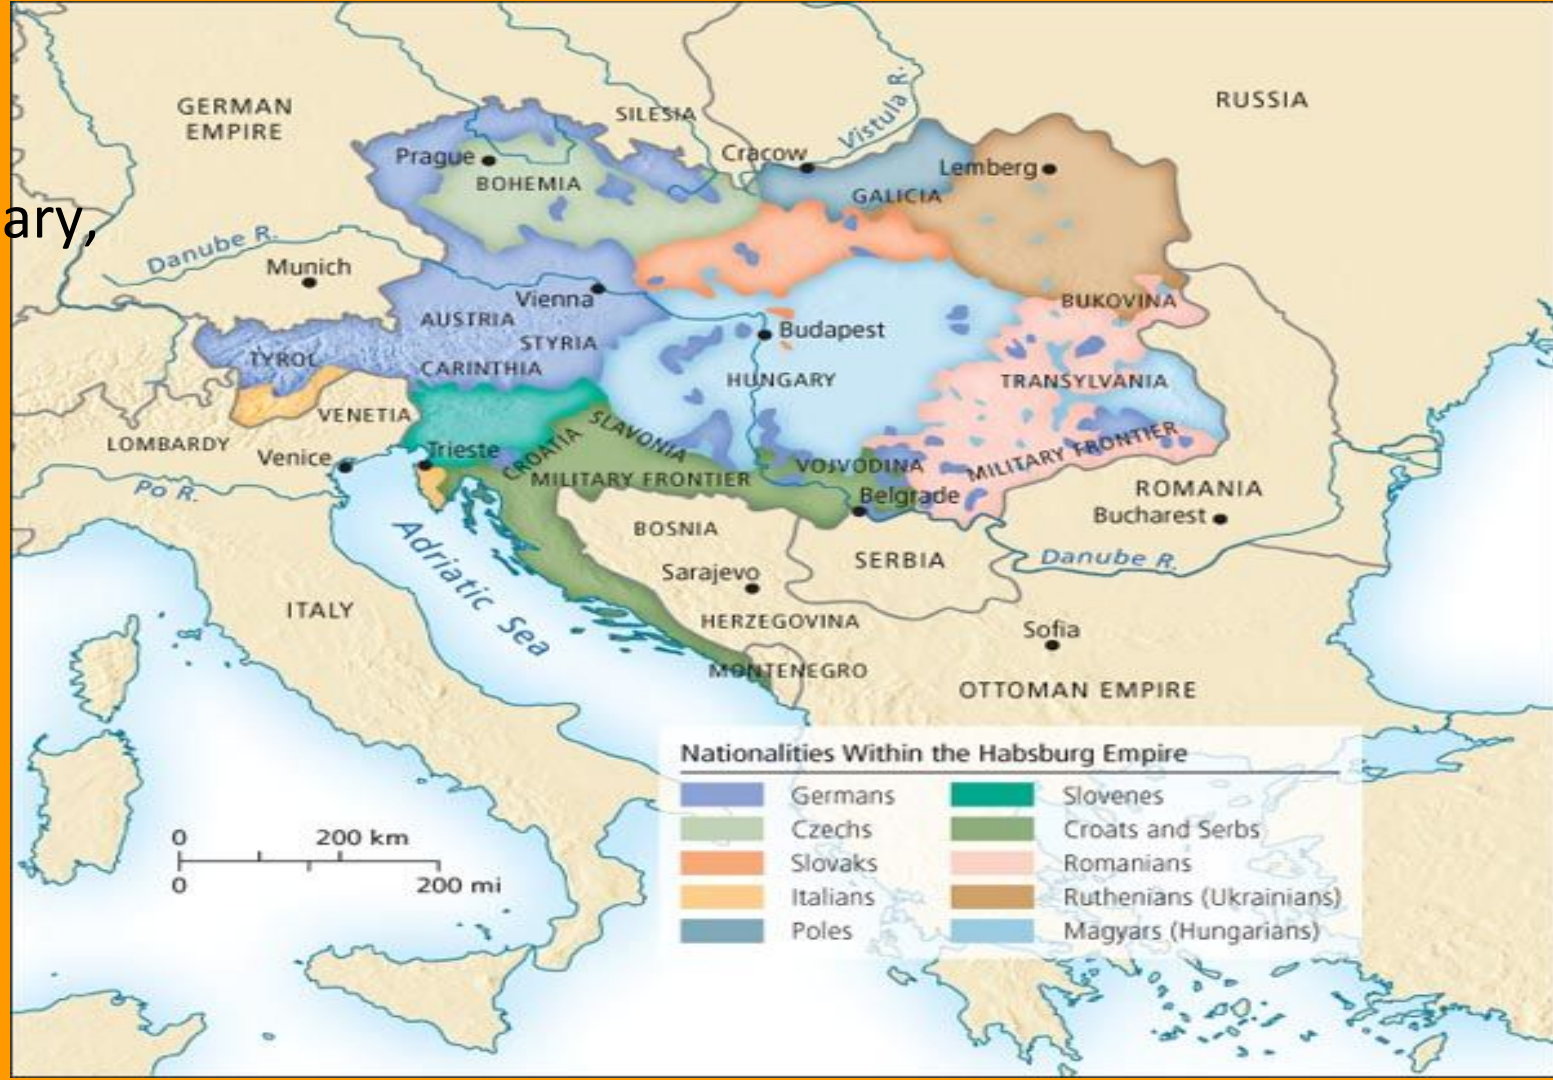 GERMAN
EMPIRE
SILESIA
RUSSIA
Vistula R.
Prague
Cracow
Lemberg
BOHEMIA
GALICIA
ary,
Danube R.
Munich
Vienna
BUKOVINA
AUSTRIA
STYRIA
Budapest
TYROL
CARINTHIA
HUNGARY
TRANSYLVANIA
VENETIA
LOMBARDY
SLAVONIA
CROATIA
Trieste
Venice
MILITARY FRONTIER
VOJVODINA
MILITARY FRONTIER
Po R.
Belgrade
ROMANIA
Bucharest
BOSNIA
Adriatic Sea
SERBIA
Danube R.
Sarajevo
ITALY
HERZEGOVINA
Sofia
MONTENEGRO
OTTOMAN EMPIRE
Nationalities Within the Habsburg Empire
Germans
Czechs
Slovaks
Italians
Poles
Slovenes
Croats and Serbs
Romanians
Ruthenians (Ukrainians)
Magyars (Hungarians)
0 200 km
0 200 mi